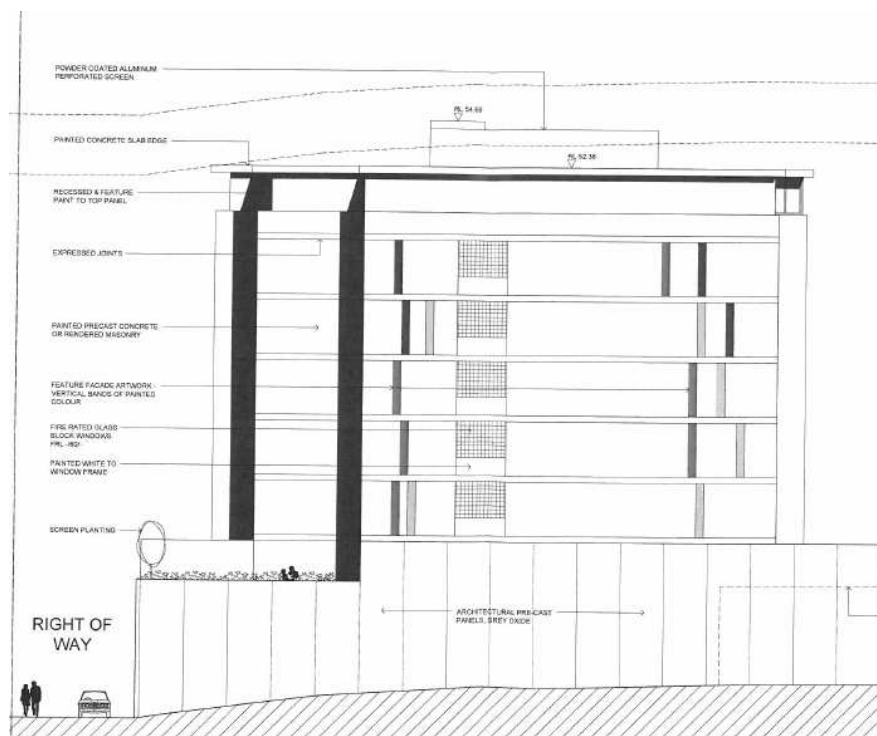 POWDER COATED ALUMINUM
PERFORATED SCREEN
RL 54.68
PAINTED CONCRETE SLAB EDGE
RL 52.38
RECESSED & FEATURE
PAINT TO TOP PANEL
EXPRESSED JOINTS
PAINTED PRECAST CONCRETE
OR RENDERED MASONRY
FEATURE FACADE ARTWORK -
VERTICAL BANDS OF PAINTED
COLOUR
FIRE RATED GLASS
BLOCK WINDOWS
PAINTED WHITE TO
WINDOW FRAME
SCREEN PLANTING
ARCHITECTURAL PRE-CAST
PANELS, GREY OXIDE
RIGHT OF
WAY